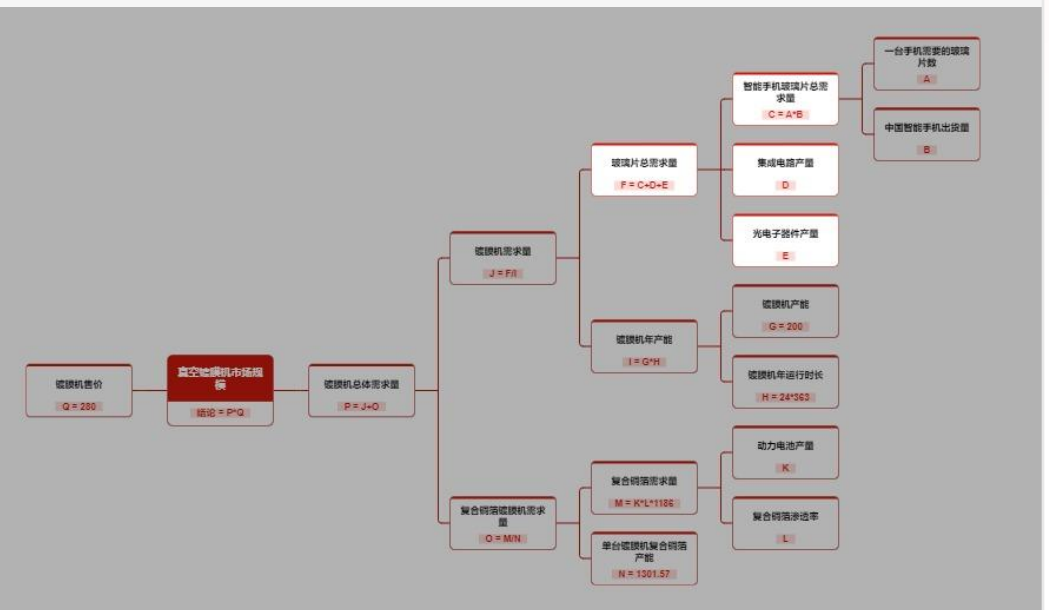 一台手机需要的玻璃
片数
A
智能手机玻璃片总需
求量
C = A*B
中国智能手机出货量
B
玻璃片总需求量
F = C+D+E
集成电路产量
D
光电子器件产量
E
镀膜机需求量
J = F/I
镀膜机产能
G = 200
镀膜机年产能
I = G*H
镀膜机年运行时长
H = 24*363
镀膜机售价
Q = 280
真空镀膜机市场规
模
结论 = P*Q
镀膜机总体需求量
P = J+O
动力电池产量
K
复合铜箔需求量
M = K*L*1186
复合铜箔镀膜机需求
量
O = M/N
复合铜箔渗透率
L
单台镀膜机复合铜箔
产能
N = 1301.57